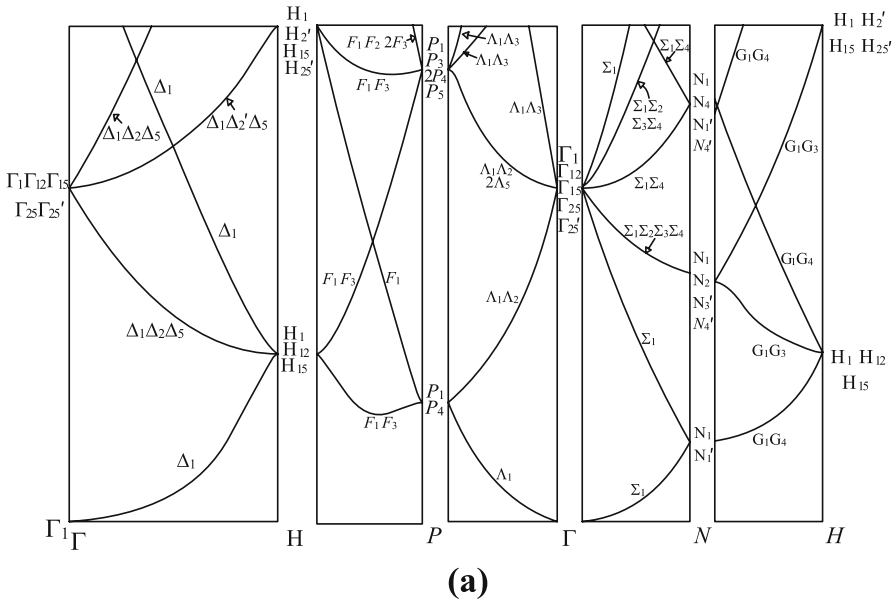 H₁
H₂′
H₁₅
H₂₅′
Δ₁
Δ₁Δ₂Δ₅
Δ₁Δ₂′Δ₅
Γ₁Γ₁₂Γ₁₅
Γ₂₅Γ₂₅′
Δ₁
Δ₁Δ₂Δ₅
H₁
H₁₂
H₁₅
Δ₁
Γ₁
Γ
H
F₁F₂ 2F₃
F₁F₃
F₁F₃
F₁
F₁F₃
P₁
P₃
2P₄
P₅
P₁
P₄
P
Λ₁Λ₃
Λ₁Λ₃
Λ₁Λ₃
Λ₁Λ₂
2Λ₅
Λ₁Λ₂
Λ₁
Γ₁
Γ₁₂
Γ₁₅
Γ₂₅
Γ₂₅′
Γ
Σ₁
Σ₁Σ₄
Σ₁Σ₂
Σ₃Σ₄
Σ₁Σ₄
Σ₁Σ₂Σ₃Σ₄
Σ₁
Σ₁
N₁
N₄
N₁′
N₄′
N₁
N₂
N₃′
N₄′
N₁
N₁′
N
G₁G₄
G₁G₃
G₁G₄
G₁G₃
G₁G₄
H₁ H₂′
H₁₅ H₂₅′
H₁ H₁₂
H₁₅
H
(a)